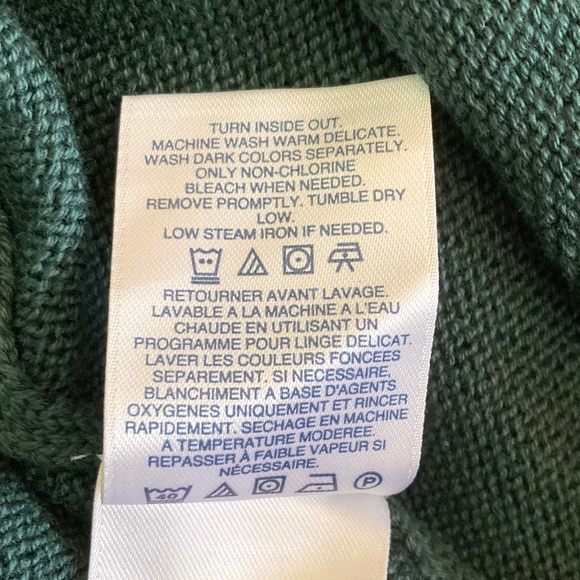 TURN INSIDE OUT.
MACHINE WASH WARM DELICATE.
WASH DARK COLORS SEPARATELY.
ONLY NON-CHLORINE
BLEACH WHEN NEEDED.
REMOVE PROMPTLY. TUMBLE DRY
LOW.
LOW STEAM IRON IF NEEDED.
RETOURNER AVANT LAVAGE.
LAVABLE A LA MACHINE A L'EAU
CHAUDE EN UTILISANT UN
PROGRAMME POUR LINGE DELICAT.
LAVER LES COULEURS FONCEES
SEPAREMENT. SI NECESSAIRE,
BLANCHIMENT A BASE D'AGENTS
OXYGENES UNIQUEMENT ET RINCER
RAPIDEMENT. SECHAGE EN MACHINE
A TEMPERATURE MODEREE.
REPASSER À FAIBLE VAPEUR SI
NÉCESSAIRE.
40 P